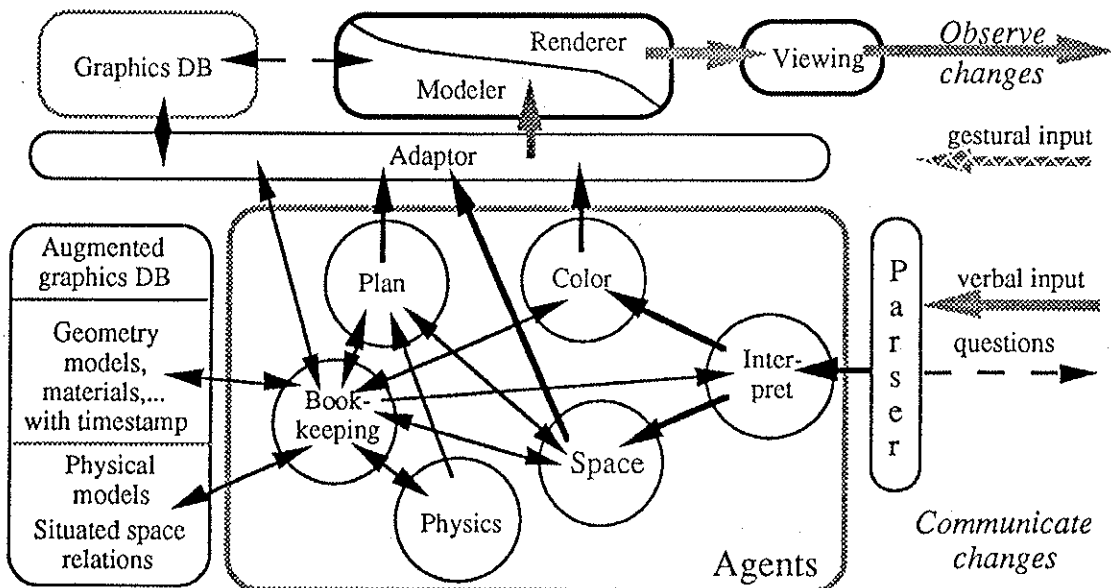 Graphics DB
Renderer
Modeler
Viewing
Observe
changes
gestural input
Adaptor
Augmented
graphics DB
Geometry
models,
materials,...
with timestamp
Physical
models
Situated space
relations
Plan
Color
Inter-
pret
Book-
keeping
Space
Physics
Agents
Parser
verbal input
questions
Communicate
changes